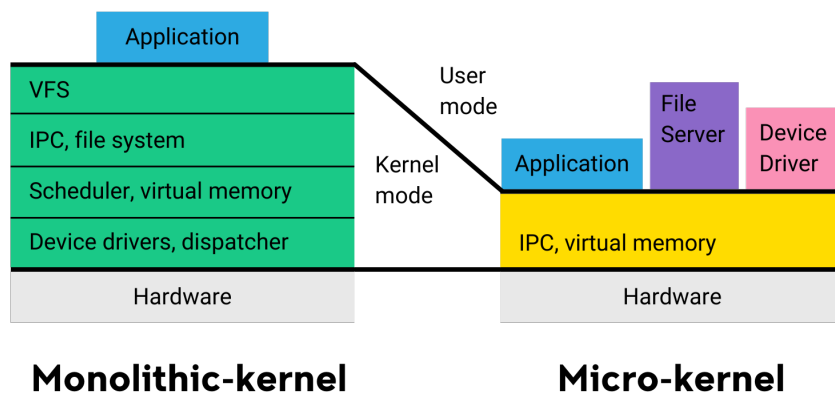 Application
VFS
IPC, file system
Scheduler, virtual memory
Device drivers, dispatcher
Hardware
Monolithic-kernel
User
mode
Kernel
mode
Application
File
Server
Device
Driver
IPC, virtual memory
Hardware
Micro-kernel